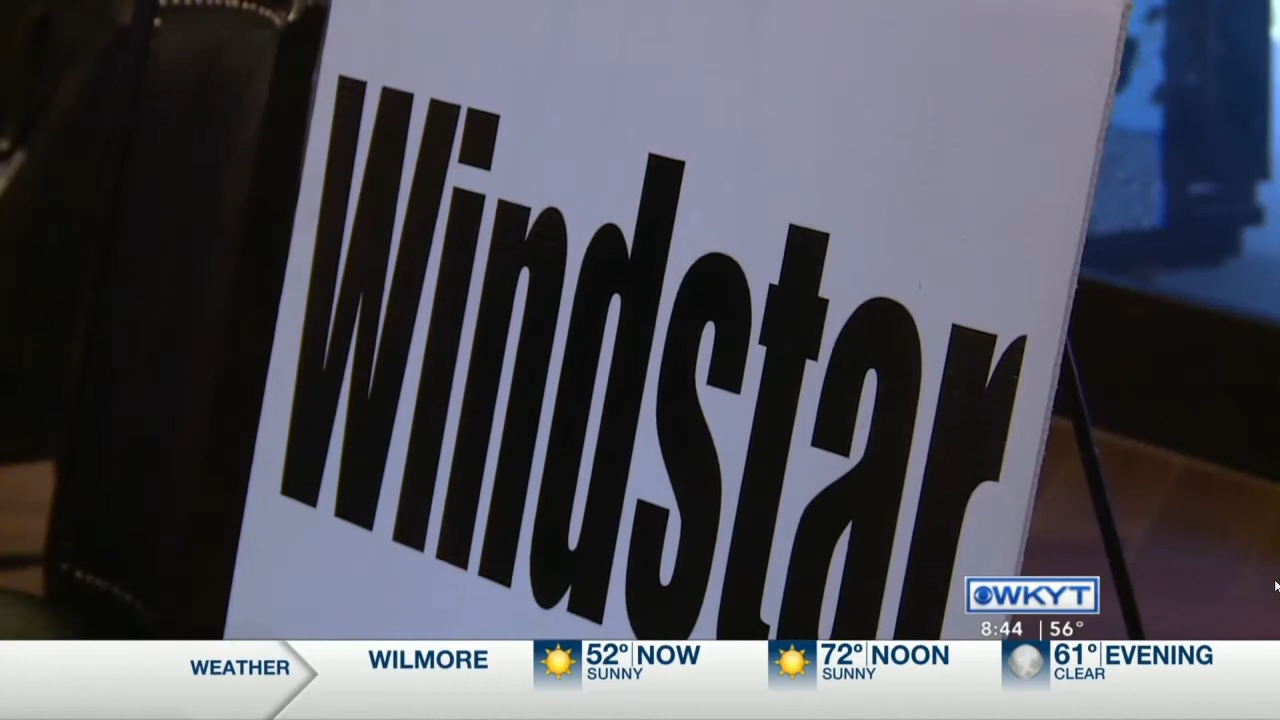 Windstar
WKYT
8:44 | 56°
WEATHER
WILMORE
52° NOW
SUNNY
72° NOON
SUNNY
61° EVENING
CLEAR